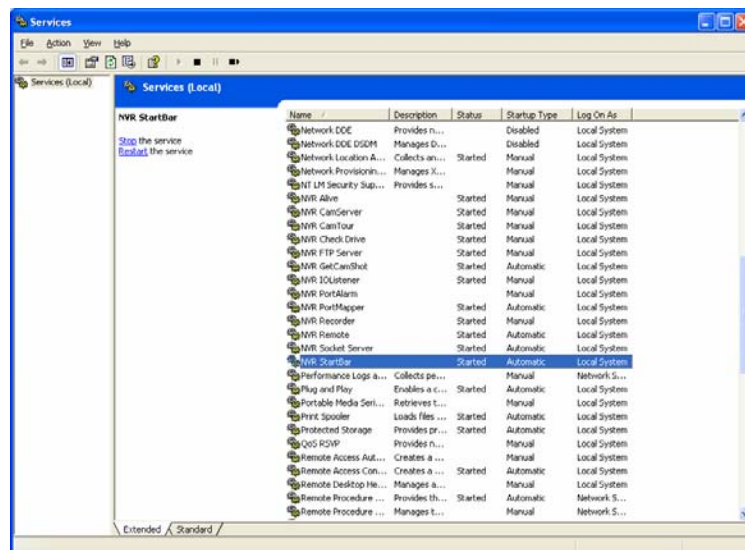 Services
File Action View Help
Services (Local)
Services (Local)
NVR StartBar
Stop the service
Restart the service
Name Description Status Startup Type Log On As
Network DDE Provides n... Disabled Local System
Network DDE DSDM Manages D... Disabled Local System
Network Location A... Collects an... Started Manual Local System
Network Provisionin... Manages X... Manual Local System
NT LM Security Sup... Provides s... Manual Local System
NVR Alive Started Manual Local System
NVR CamServer Started Manual Local System
NVR CamTour Started Manual Local System
NVR Check Drive Started Manual Local System
NVR FTP Server Started Manual Local System
NVR GetCamShot Started Automatic Local System
NVR IOListener Started Manual Local System
NVR PortAlarm Manual Local System
NVR PortMapper Started Automatic Local System
NVR Recorder Started Manual Local System
NVR Remote Started Automatic Local System
NVR Socket Server Started Automatic Local System
NVR StartBar Started Automatic Local System
Performance Logs a... Collects pe... Manual Network S...
Plug and Play Enables a c... Started Automatic Local System
Portable Media Seri... Retrieves t... Manual Local System
Print Spooler Loads files ... Started Automatic Local System
Protected Storage Provides pr... Started Automatic Local System
QoS RSVP Provides n... Manual Local System
Remote Access Aut... Creates a ... Manual Local System
Remote Access Con... Creates a ... Started Manual Local System
Remote Desktop He... Manages a... Manual Local System
Remote Procedure ... Provides th... Started Automatic Network S...
Remote Procedure ... Manages t... Manual Network S...
Extended Standard